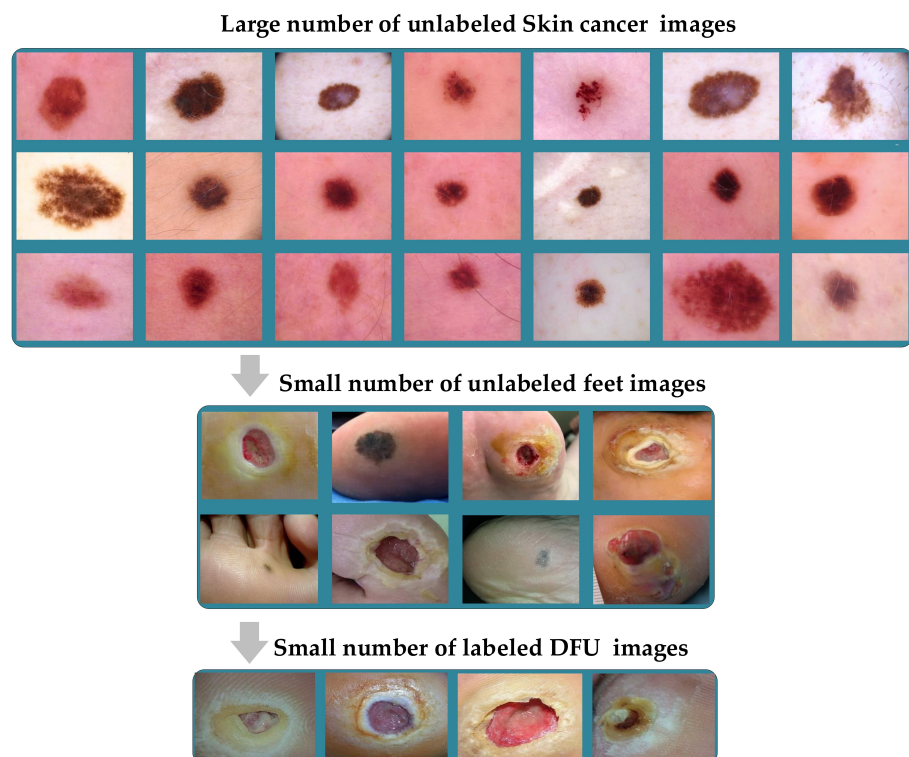 Large number of unlabeled Skin cancer images
Small number of unlabeled feet images
Small number of labeled DFU images